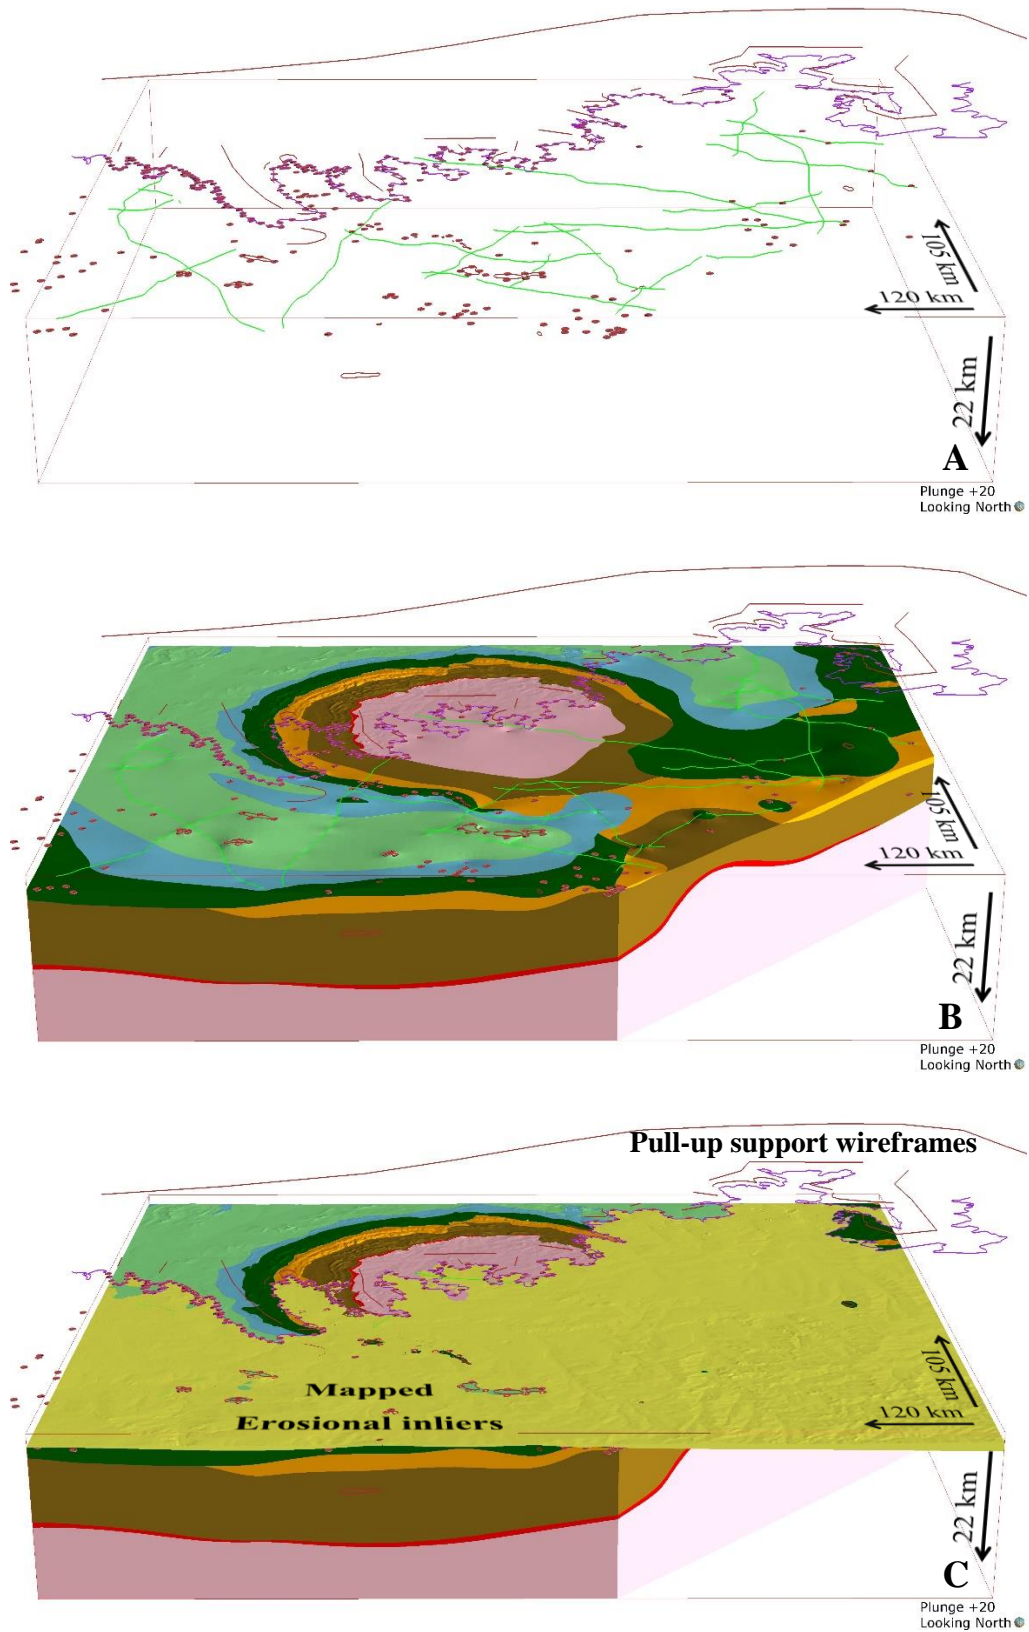 105 km
120 km
22 km
A
Plunge +20
Looking North
105 km
120 km
22 km
B
Plunge +20
Looking North
Pull-up support wireframes
105 km
120 km
Mapped
Erosional inliers
22 km
C
Plunge +20
Looking North